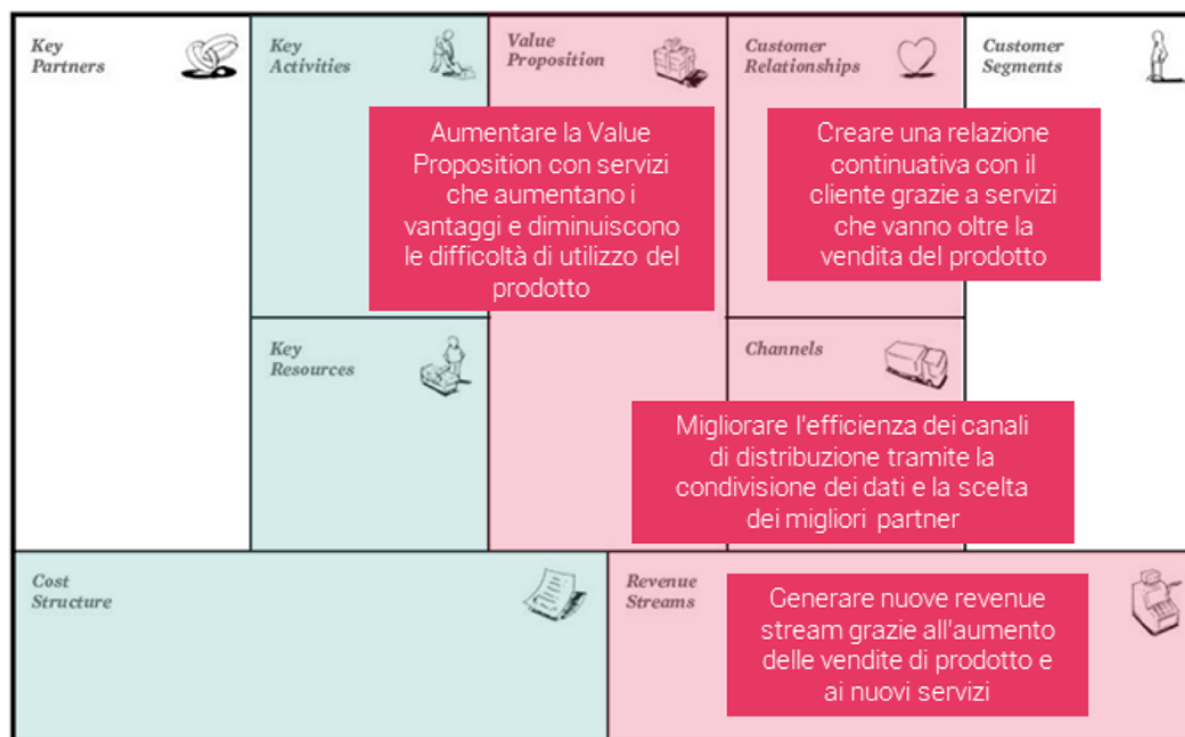 Key
Partners
Key
Activities
Value
Proposition
Customer
Relationships
Customer
Segments
Aumentare la Value
Proposition con servizi
che aumentano i
vantaggi e diminuiscono
le difficoltà di utilizzo del
prodotto
Creare una relazione
continuativa con il
cliente grazie a servizi
che vanno oltre la
vendita del prodotto
Key
Resources
Channels
Migliorare l'efficienza dei canali
di distribuzione tramite la
condivisione dei dati e la scelta
dei migliori partner
Cost
Structure
Revenue
Streams
Generare nuove revenue
stream grazie all'aumento
delle vendite di prodotto e
ai nuovi servizi